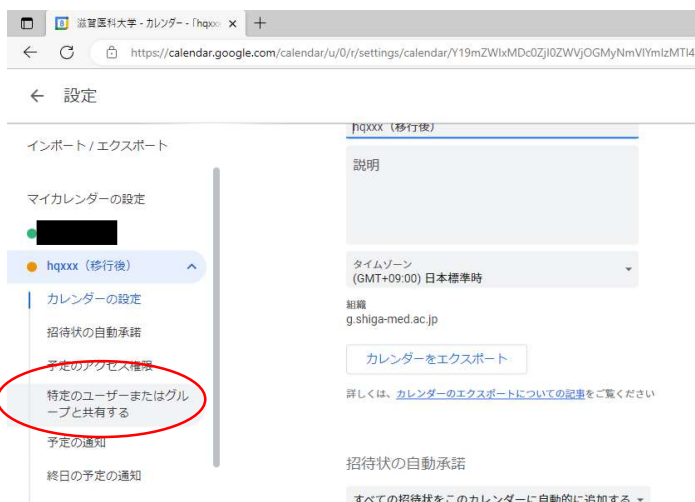 滋賀医科大学 - カレンダー - 「hqxxx
https://calendar.google.com/calendar/u/0/r/settings/calendar/Y19mZWIxMDc0ZjI0ZWVjOGMyNmVlYmIzMTI4
設定
インポート / エクスポート
マイカレンダーの設定
hqxxx（移行後）
カレンダーの設定
招待状の自動承諾
予定のアクセス権限
特定のユーザーまたはグル
ープと共有する
予定の通知
終日の予定の通知
hqxxx（移行後）
説明
タイムゾーン
(GMT+09:00) 日本標準時
組織
g.shiga-med.ac.jp
カレンダーをエクスポート
詳しくは、カレンダーのエクスポートについての記事をご覧ください
招待状の自動承諾
すべての招待状をこのカレンダーに自動的に追加する